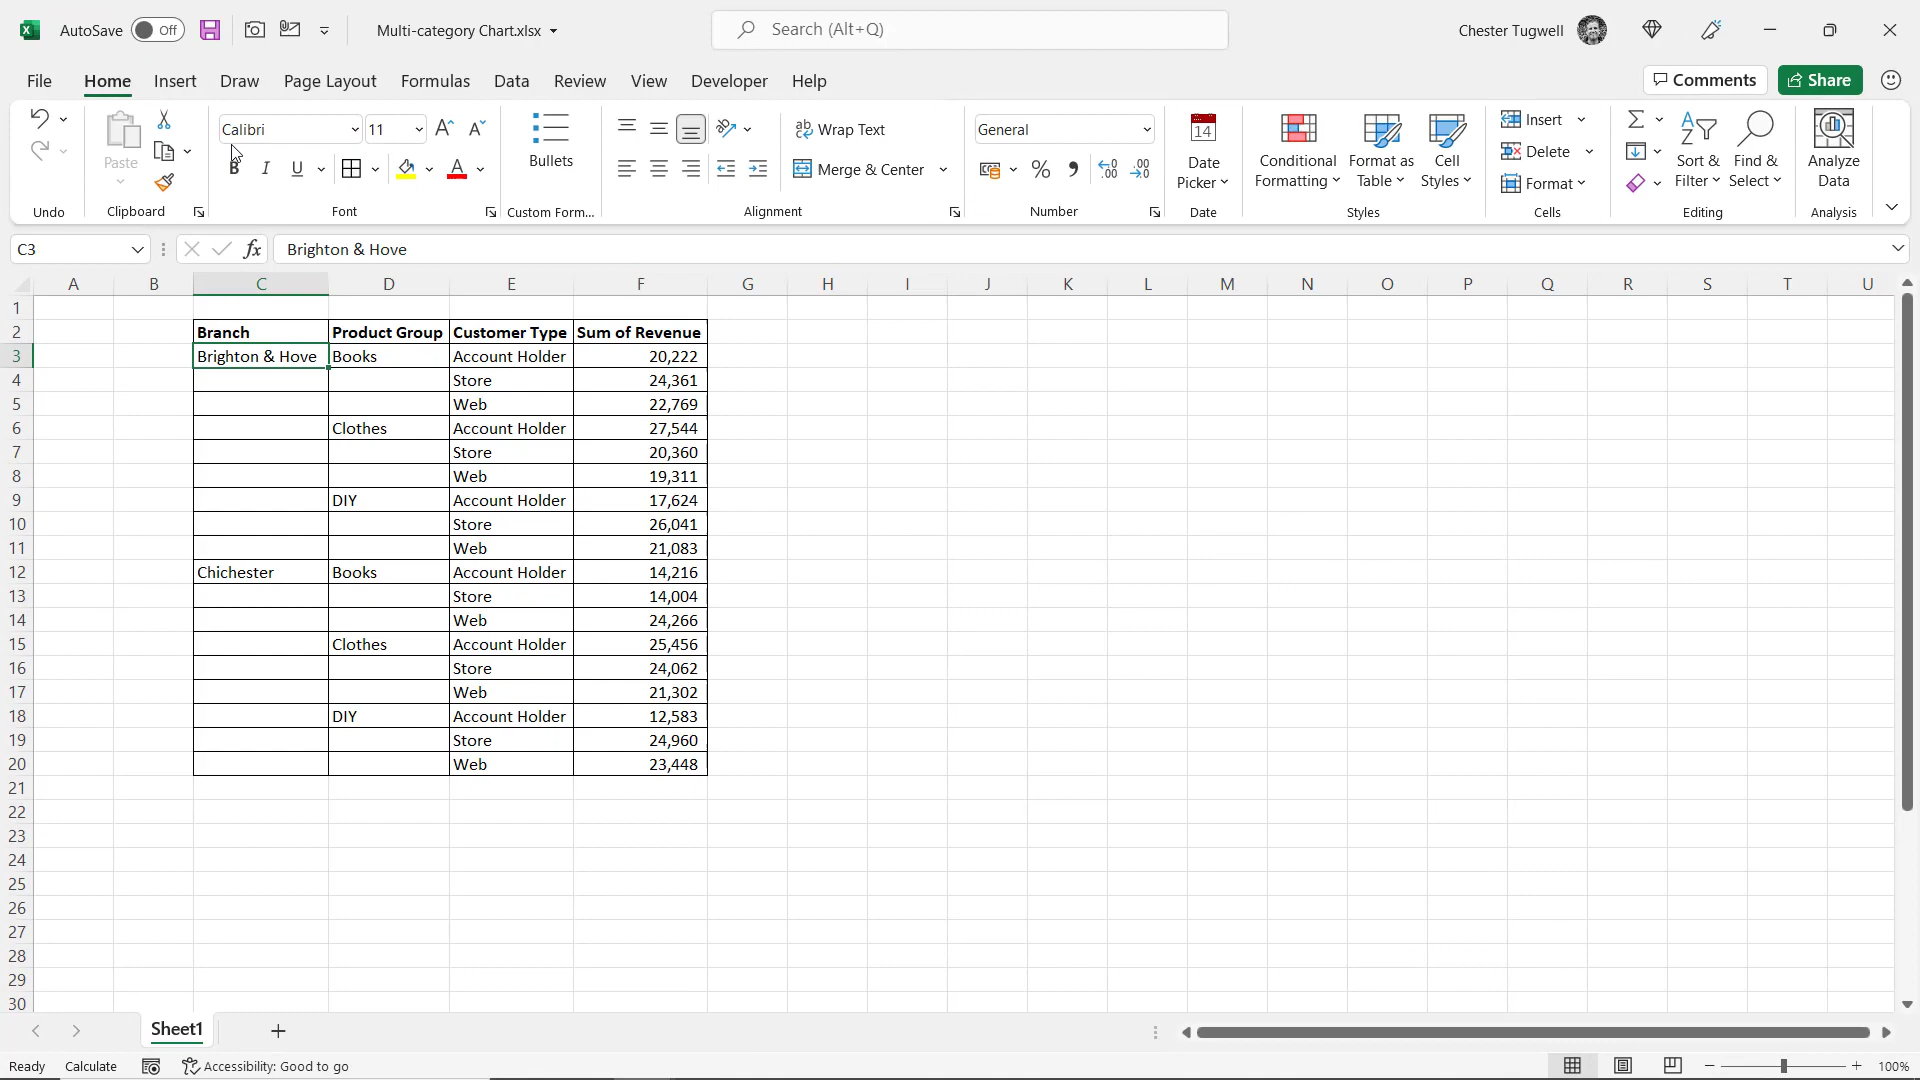 AutoSave Off Multi-category Chart.xlsx Search (Alt+Q) Chester Tugwell
File Home Insert Draw Page Layout Formulas Data Review View Developer Help Comments Share
Calibri 11 Wrap Text General 14 Insert
Paste B I U Bullets Merge & Center Date Picker Conditional Formatting Format as Table Cell Styles Delete Format Sort & Filter Find & Select Analyze Data
Undo Clipboard Font Custom Form... Alignment Number Date Styles Cells Editing Analysis
C3 fx Brighton & Hove
A B C D E F G H I J K L M N O P Q R S T U
1
2 Branch Product Group Customer Type Sum of Revenue
3 Brighton & Hove Books Account Holder 20,222
4 Store 24,361
5 Web 22,769
6 Clothes Account Holder 27,544
7 Store 20,360
8 Web 19,311
9 DIY Account Holder 17,624
10 Store 26,041
11 Web 21,083
12 Chichester Books Account Holder 14,216
13 Store 14,004
14 Web 24,266
15 Clothes Account Holder 25,456
16 Store 24,062
17 Web 21,302
18 DIY Account Holder 12,583
19 Store 24,960
20 Web 23,448
21
22
23
24
25
26
27
28
29
30
Sheet1
Ready Calculate Accessibility: Good to go 100%